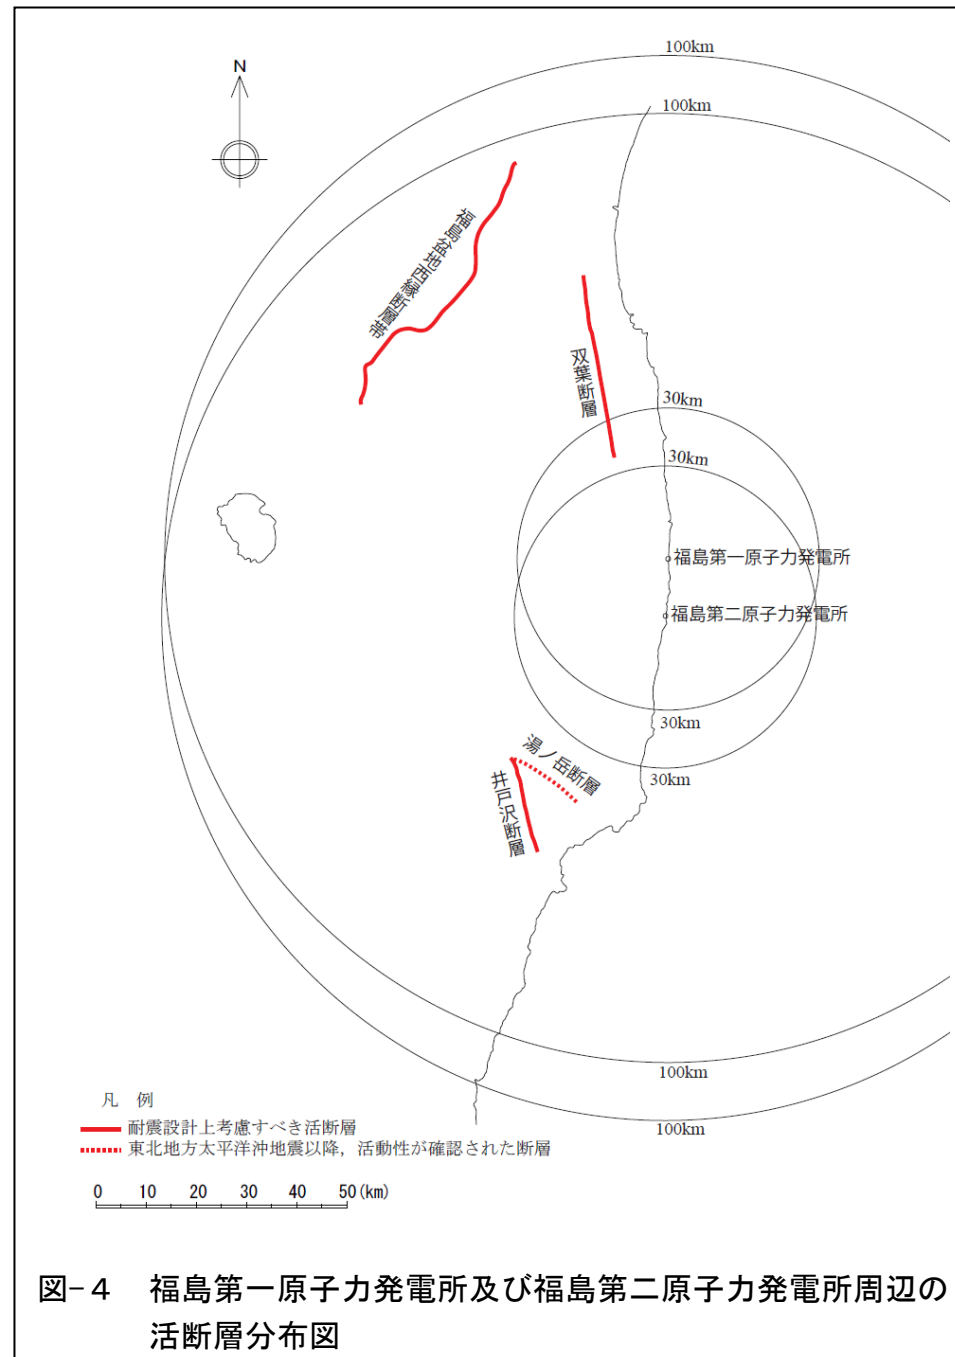 100km
N
100km
福島盆地西縁断層帯
双葉断層
30km
30km
福島第一原子力発電所
福島第二原子力発電所
30km
湯ノ岳断層
30km
井戸沢断層
100km
100km
凡 例
耐震設計上考慮すべき活断層
東北地方太平洋沖地震以降，活動性が確認された断層
0 10 20 30 40 50(km)
図-４ 福島第一原子力発電所及び福島第二原子力発電所周辺の
活断層分布図